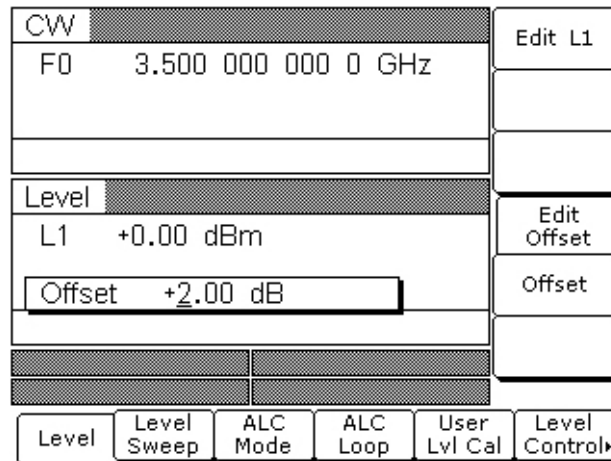 CW
F0 3.500 000 000 0 GHz
Level
L1 +0.00 dBm
Offset +2.00 dB
Edit L1
Edit
Offset
Offset
Level
Level
Sweep
ALC
Mode
ALC
Loop
User
Lvl Cal
Level
Control▸